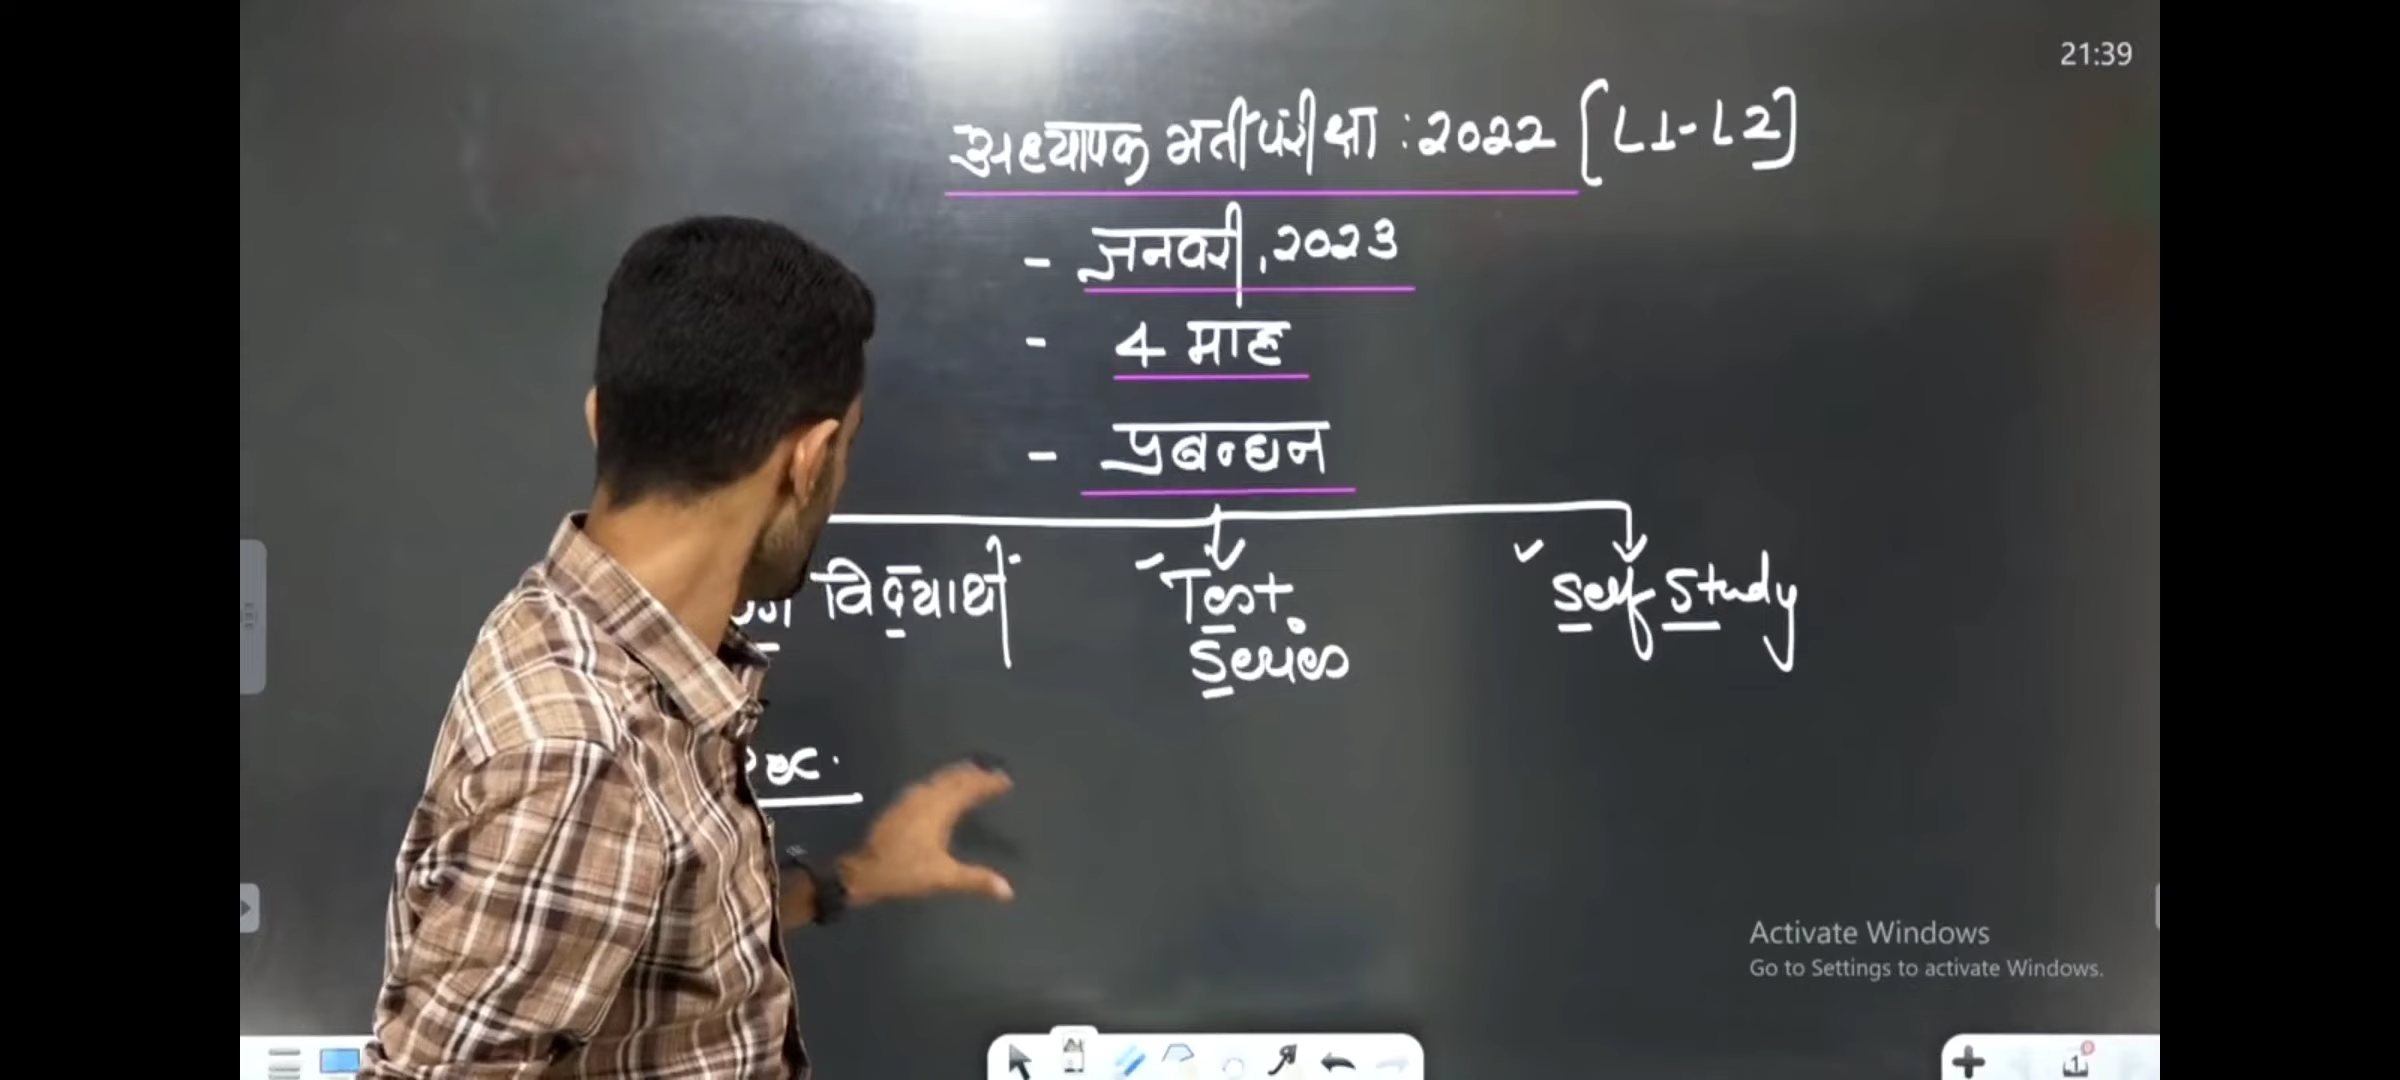 21:39
अध्यापक भर्ती परीक्षा : 2022 [L1-L2]
- जनवरी, 2023
- 4 माह
- प्रबन्धन
विद्यार्थी
Test Series
Self Study
Activate Windows
Go to Settings to activate Windows.